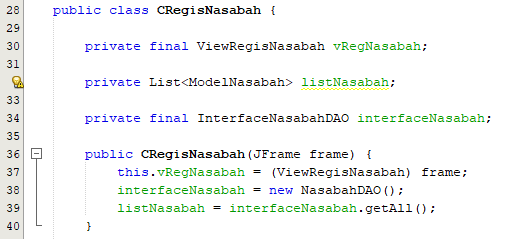 28 public class CRegisNasabah {
29
30 private final ViewRegisNasabah vRegNasabah;
31
private List<ModelNasabah> listNasabah;
33
34 private final InterfaceNasabahDAO interfaceNasabah;
35
36 public CRegisNasabah(JFrame frame) {
37 this.vRegNasabah = (ViewRegisNasabah) frame;
38 interfaceNasabah = new NasabahDAO();
39 listNasabah = interfaceNasabah.getAll();
40 }